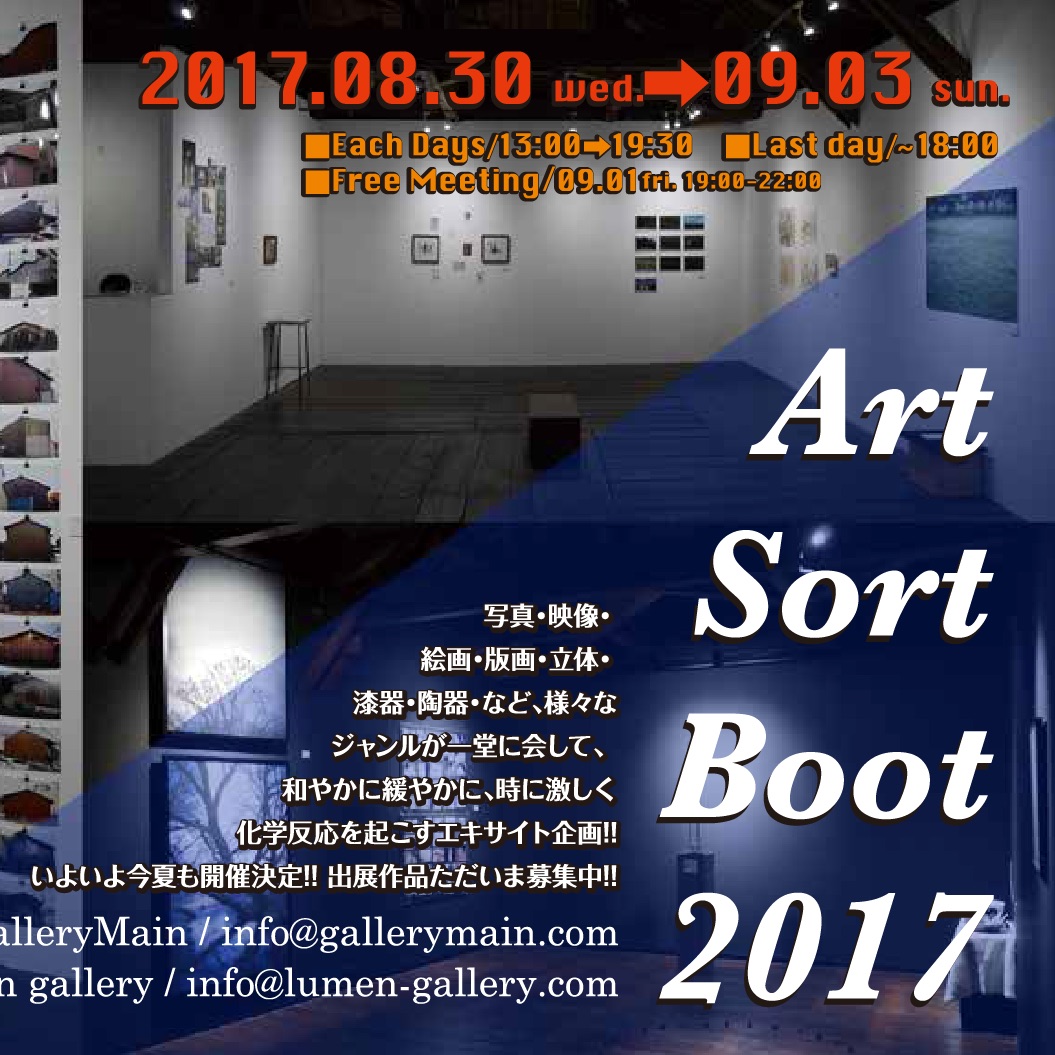 2017.08.30 wed.➡09.03 sun.
■Each Days/13:00➡19:30 ■Last day/~18:00
■Free Meeting/09.01fri. 19:00-22:00
Art
Sort
Boot
2017
写真・映像・
絵画・版画・立体・
漆器・陶器・など、様々な
ジャンルが一堂に会して、
和やかに緩やかに、時に激しく
化学反応を起こすエキサイト企画!!
いよいよ今夏も開催決定!! 出展作品ただいま募集中!!
alleryMain / info@gallerymain.com
n gallery / info@lumen-gallery.com